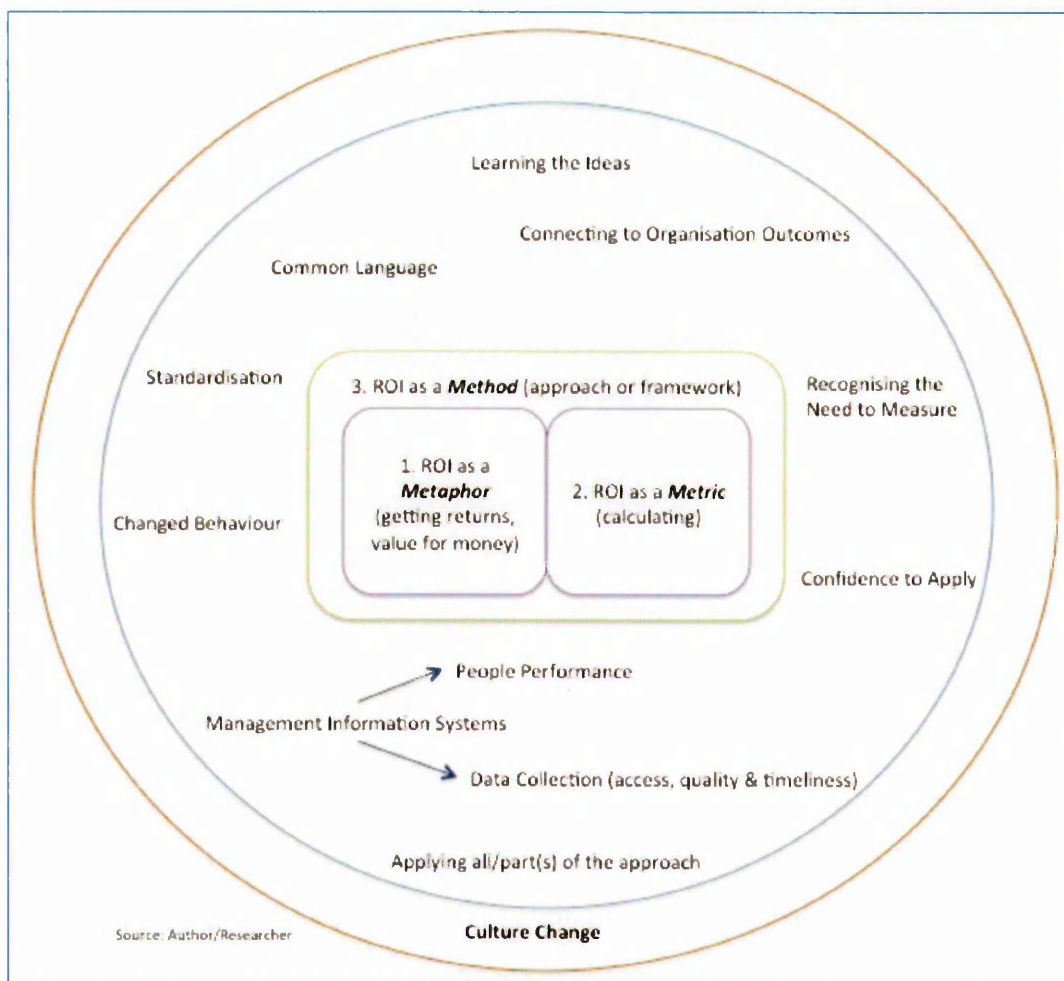 Learning the Ideas
Connecting to Organisation Outcomes
Common Language
Standardisation
3. ROI as a Method (approach or framework)
Recognising the
Need to Measure
1. ROI as a
Metaphor
(getting returns,
value for money)
2. ROI as a Metric
(calculating)
Changed Behaviour
Confidence to Apply
People Performance
Management Information Systems
Data Collection (access, quality & timeliness)
Applying all/part(s) of the approach
Culture Change
Source: Author/Researcher